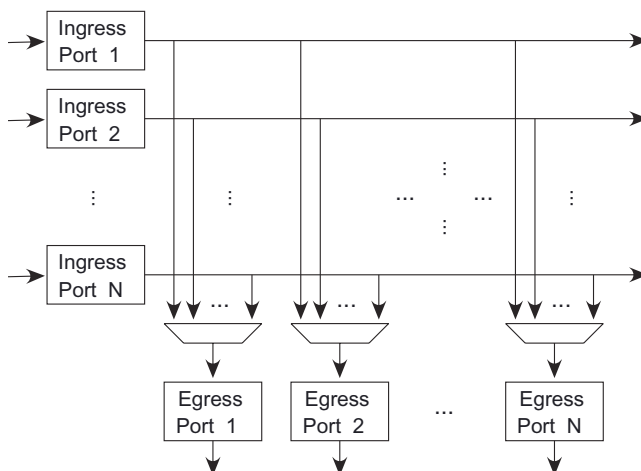 Ingress
Port 1
Ingress
Port 2
⋮
⋮
⋮
...
...
⋮
⋮
Ingress
Port N
...
...
...
Egress
Port 1
Egress
Port 2
...
Egress
Port N